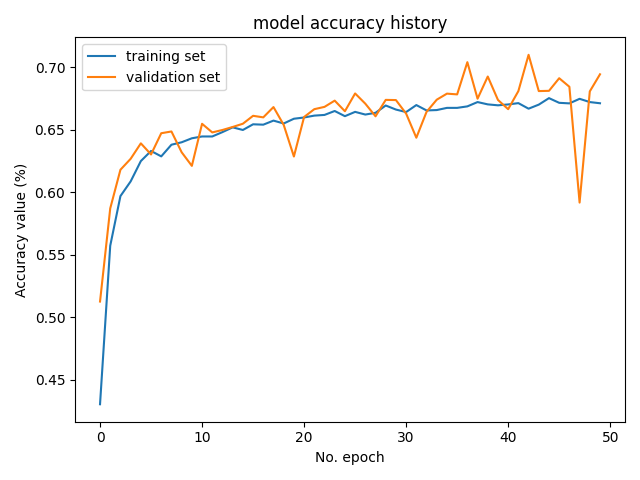 model accuracy history
training set
validation set
Accuracy value (%)
0.70
0.65
0.60
0.55
0.50
0.45
0 10 20 30 40 50
No. epoch